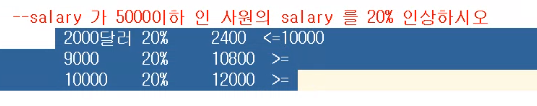 --salary 가 5000이하 인 사원의 salary 를 20% 인상하시오
2000달러 20% 2400 <=10000
9000 20% 10800 >=
10000 20% 12000 >=